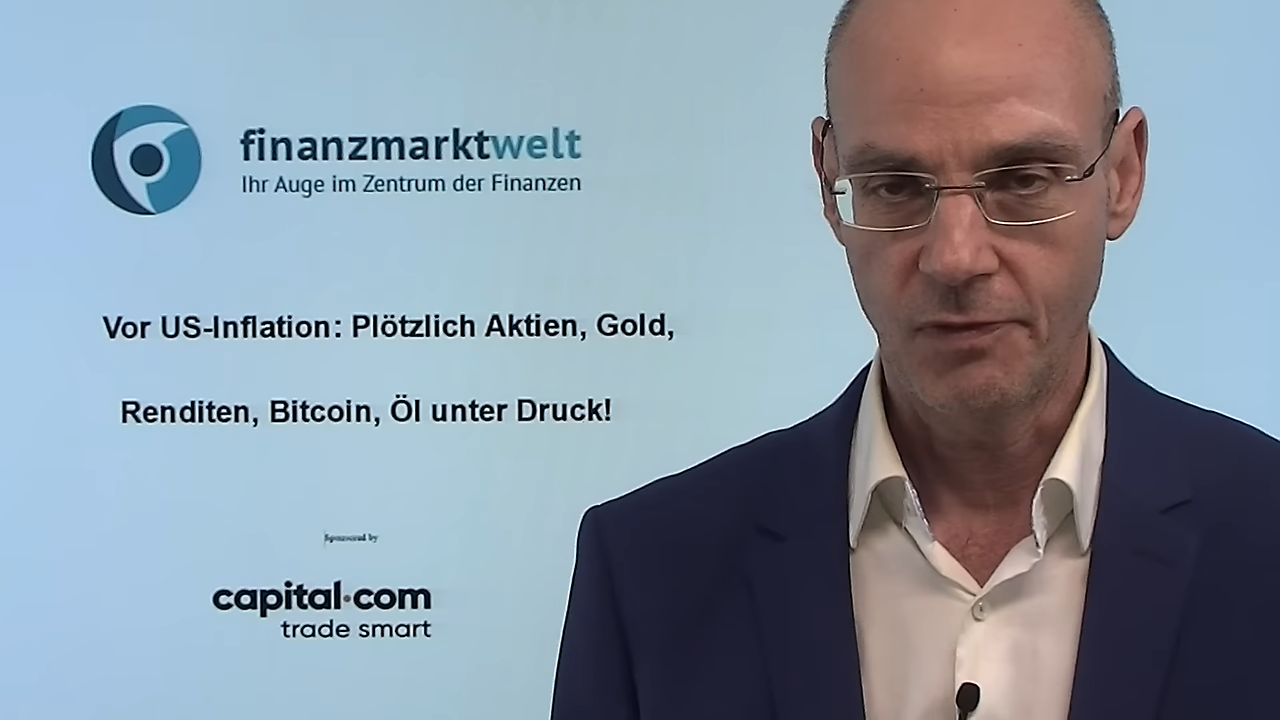 finanzmarktwelt
Ihr Auge im Zentrum der Finanzen
Vor US-Inflation: Plötzlich Aktien, Gold,
Renditen, Bitcoin, Öl unter Druck!
Sponsored by
capital.com
trade smart